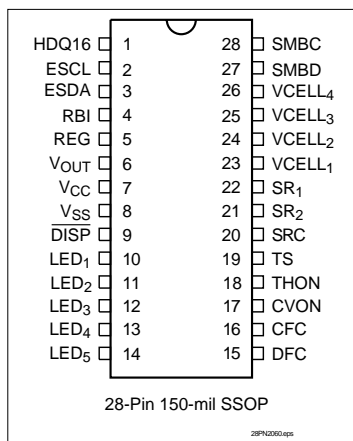 HDQ16 1 28 SMBC
ESCL 2 27 SMBD
ESDA 3 26 VCELL4
RBI 4 25 VCELL3
REG 5 24 VCELL2
VOUT 6 23 VCELL1
VCC 7 22 SR1
VSS 8 21 SR2
DISP 9 20 SRC
LED1 10 19 TS
LED2 11 18 THON
LED3 12 17 CVON
LED4 13 16 CFC
LED5 14 15 DFC
28-Pin 150-mil SSOP
28PN2060.eps